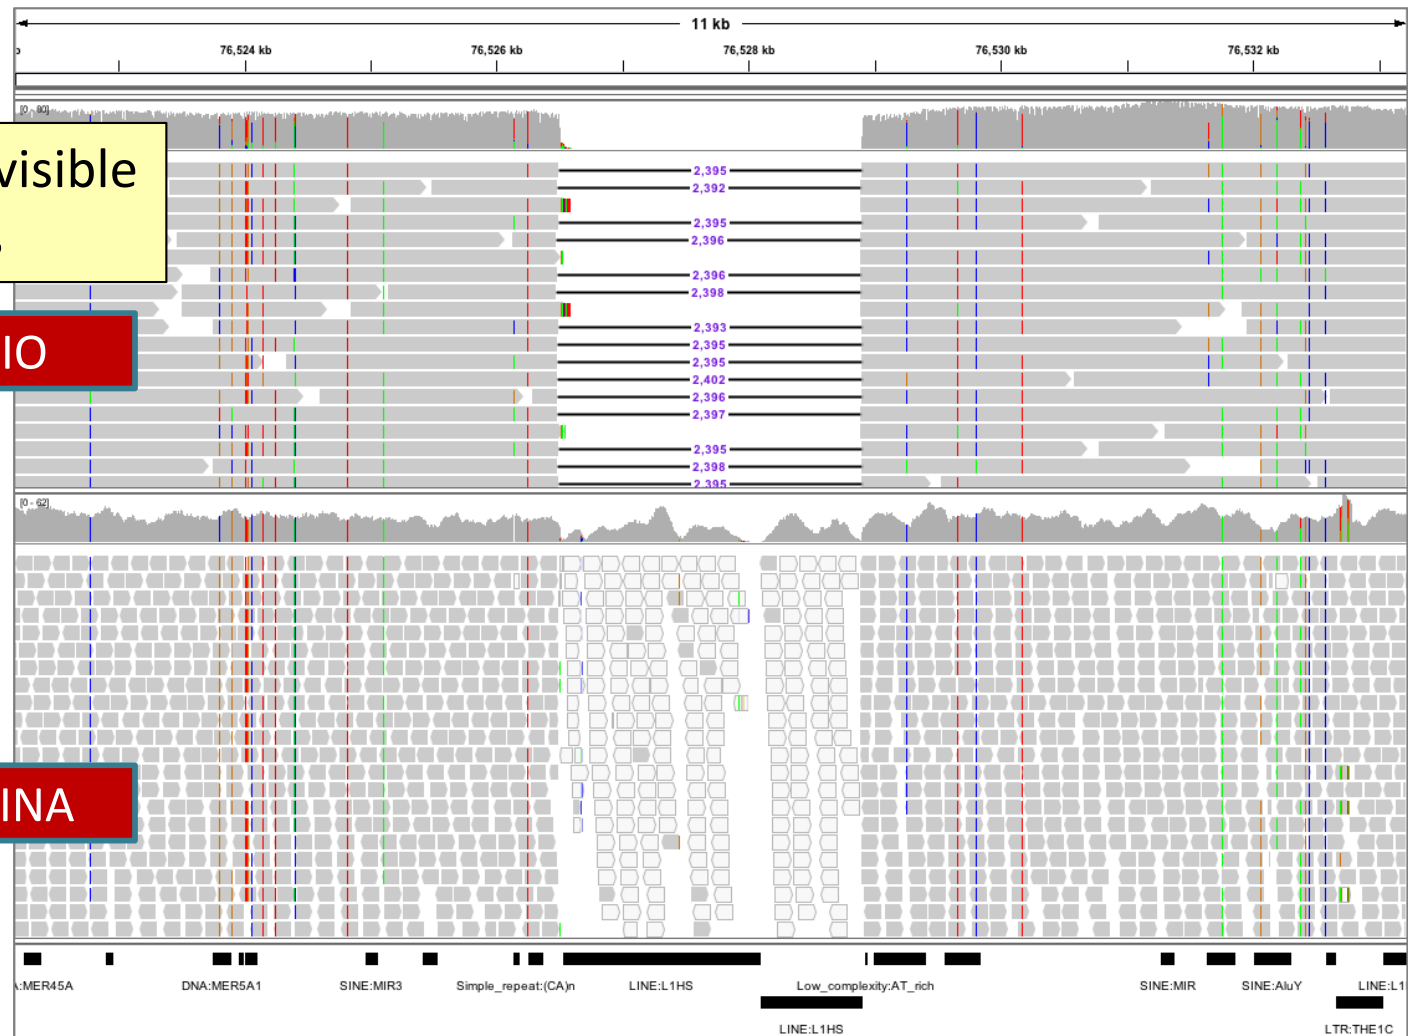 11 kb
76,524 kb
76,526 kb
76,528 kb
76,530 kb
76,532 kb
[0 - 80]
visible
IO
2,395
2,392
2,395
2,396
2,396
2,398
2,393
2,395
2,395
2,402
2,396
2,397
2,395
2,398
2,395
[0 - 62]
INA
A:MER45A
DNA:MER5A1
SINE:MIR3
Simple_repeat:(CA)n
LINE:L1HS
Low_complexity:AT_rich
SINE:MIR
SINE:AluY
LINE:L1
LINE:L1HS
LTR:THE1C